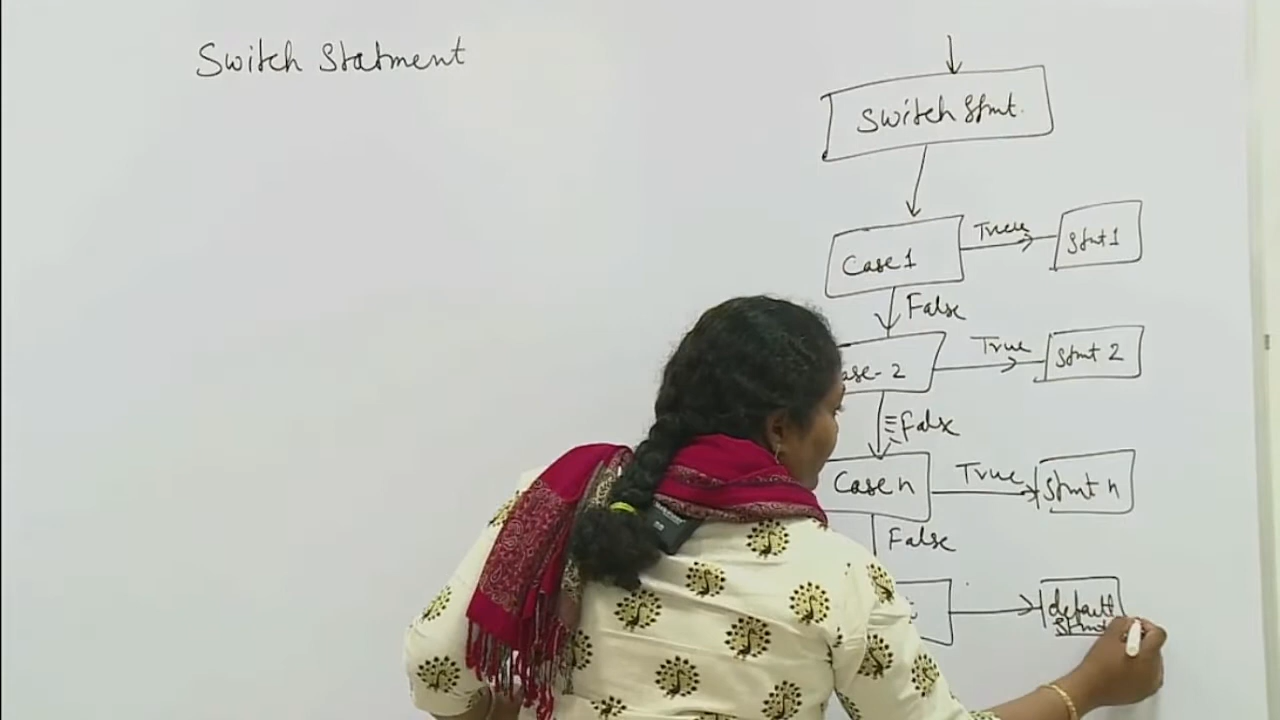 Switch Statment
Switch Stmt.
Case 1
True
Stmt 1
False
ase-2
True
Stmt 2
False
Case n
True
Stmt n
False
default
Stmt